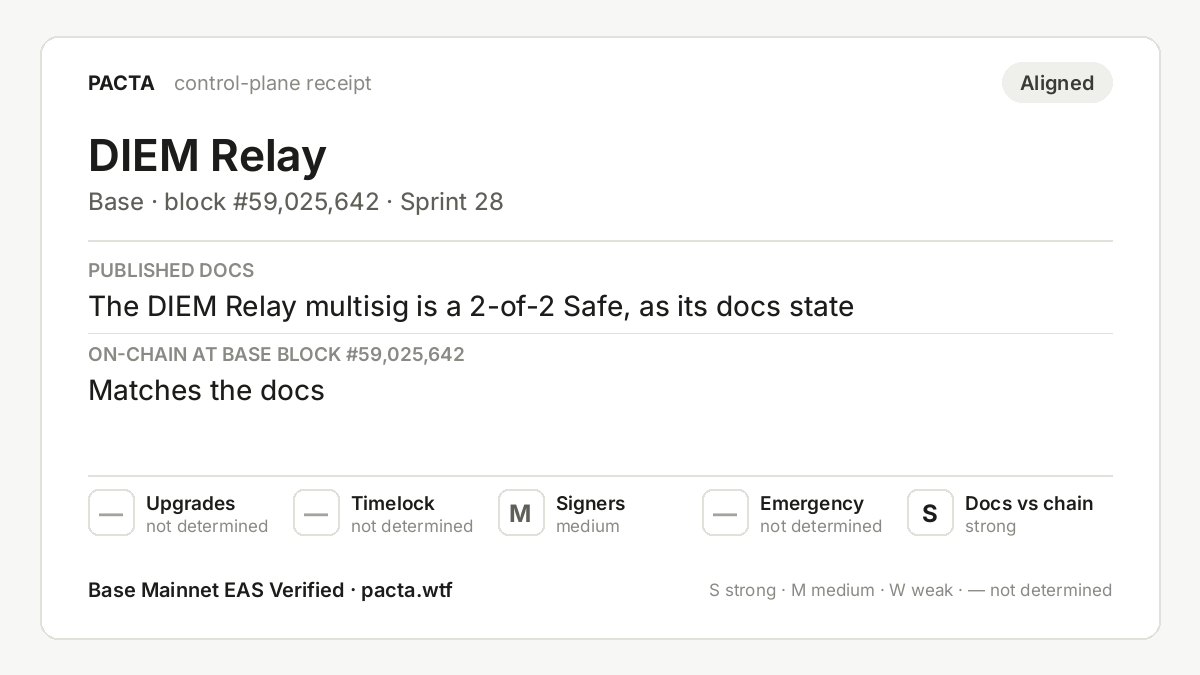 PACTA control-plane receipt Aligned
DIEM Relay
Base · block #59,025,642 · Sprint 28
PUBLISHED DOCS
The DIEM Relay multisig is a 2-of-2 Safe, as its docs state
ON-CHAIN AT BASE BLOCK #59,025,642
Matches the docs
— Upgrades not determined
— Timelock not determined
M Signers medium
— Emergency not determined
S Docs vs chain strong
Base Mainnet EAS Verified · pacta.wtf
S strong · M medium · W weak · — not determined